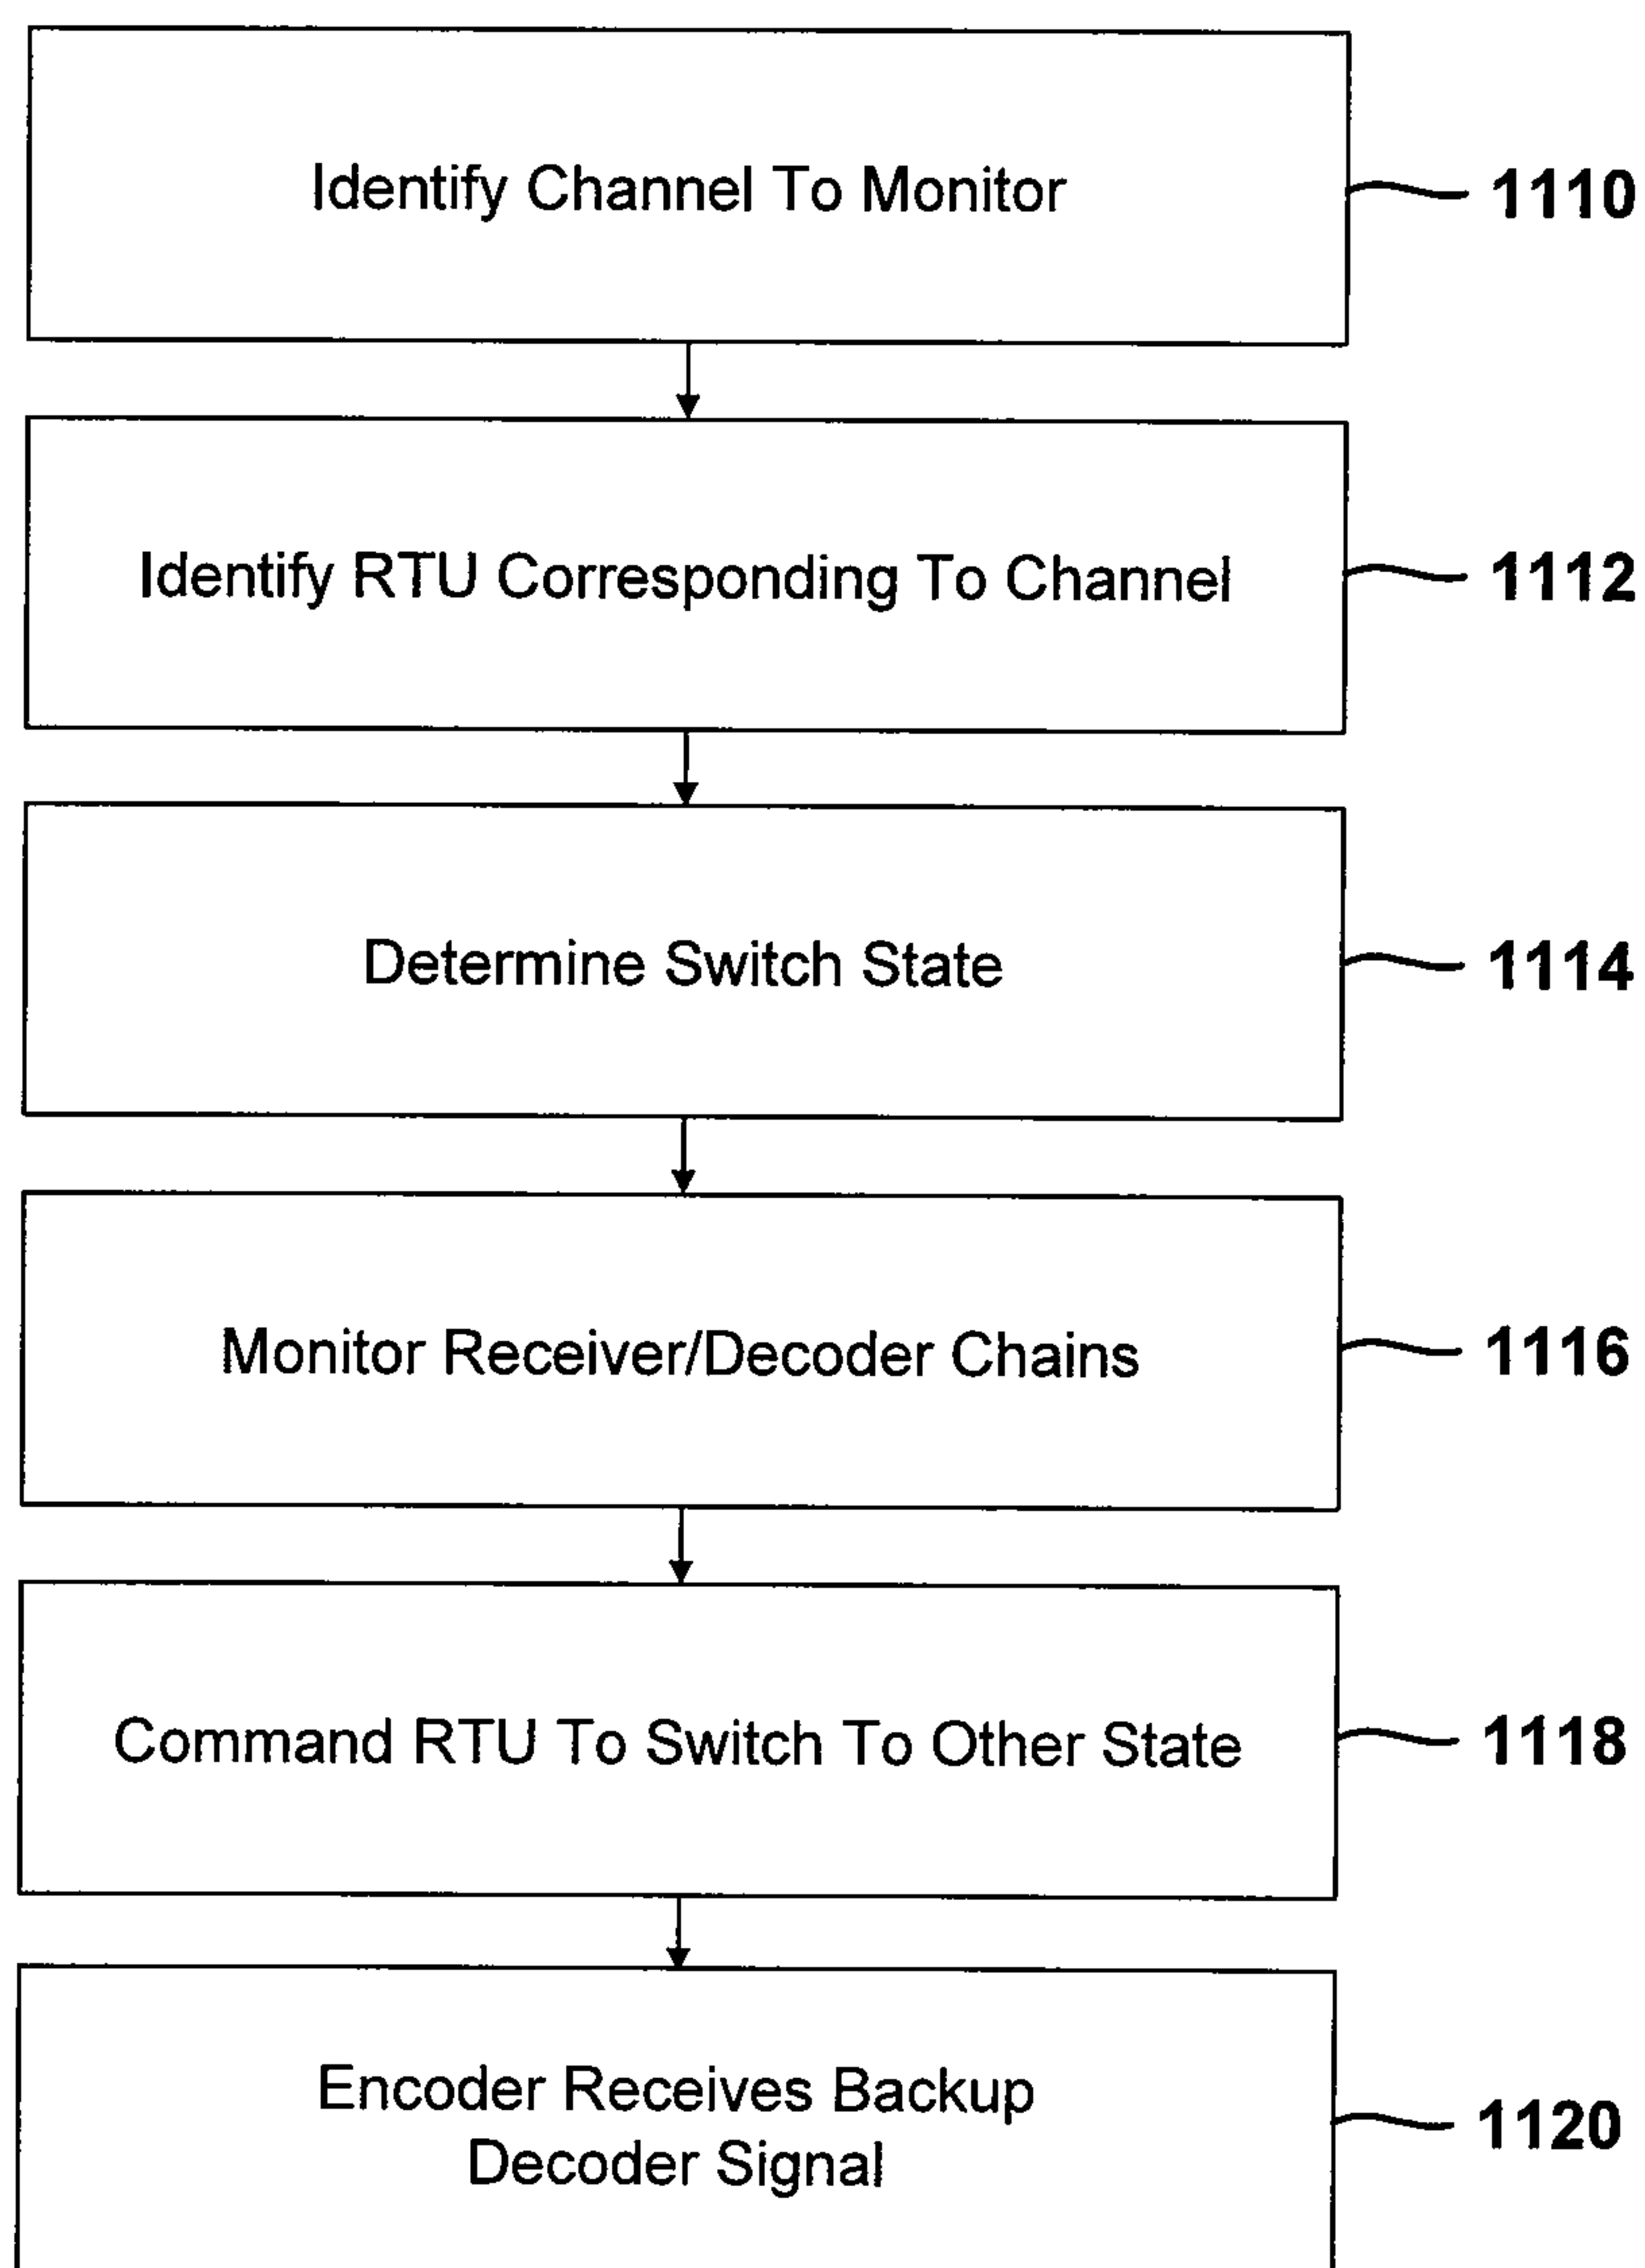 Identify Channel To Monitor
1110
Identify RTU Corresponding To Channel
1112
Determine Switch State
1114
Monitor Receiver/Decoder Chains
1116
Command RTU To Switch To Other State
1118
Encoder Receives Backup
Decoder Signal
1120